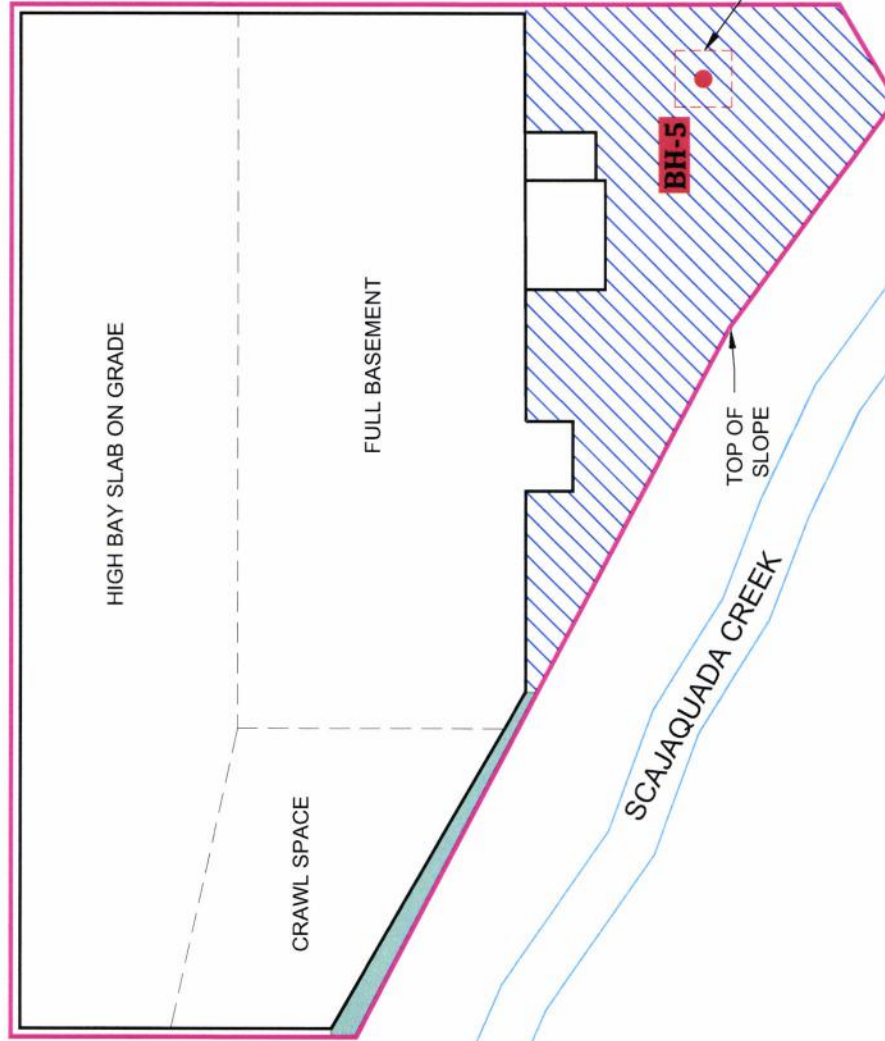 HIGH BAY SLAB ON GRADE
FULL BASEMENT
BH-5
CRAWL SPACE
TOP OF
SLOPE
SCAJAQUADA CREEK